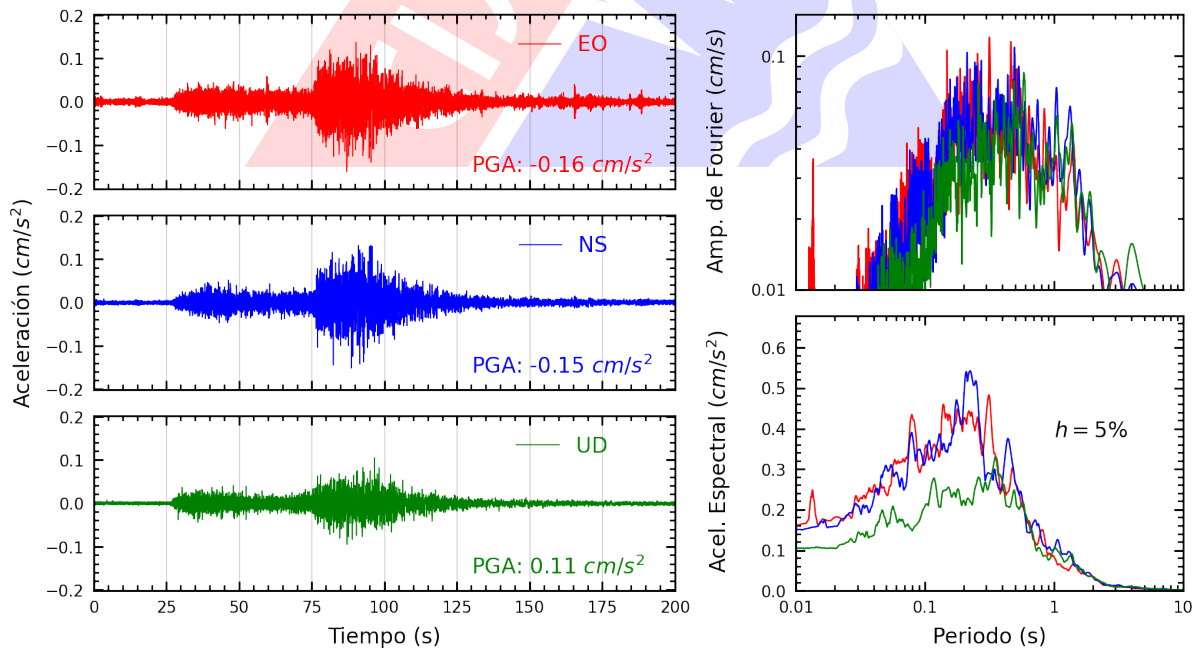 Aceleración (cm/s²)
0.2
0.1
0.0
−0.1
−0.2
EO
PGA: -0.16 cm/s²
0.2
0.1
0.0
−0.1
−0.2
NS
PGA: -0.15 cm/s²
0.2
0.1
0.0
−0.1
−0.2
UD
PGA: 0.11 cm/s²
0 25 50 75 100 125 150 175 200
Tiempo (s)
Amp. de Fourier (cm/s)
0.1
0.01
Acel. Espectral (cm/s²)
0.6
0.5
0.4
0.3
0.2
0.1
0.0
h = 5%
0.01 0.1 1 10
Periodo (s)